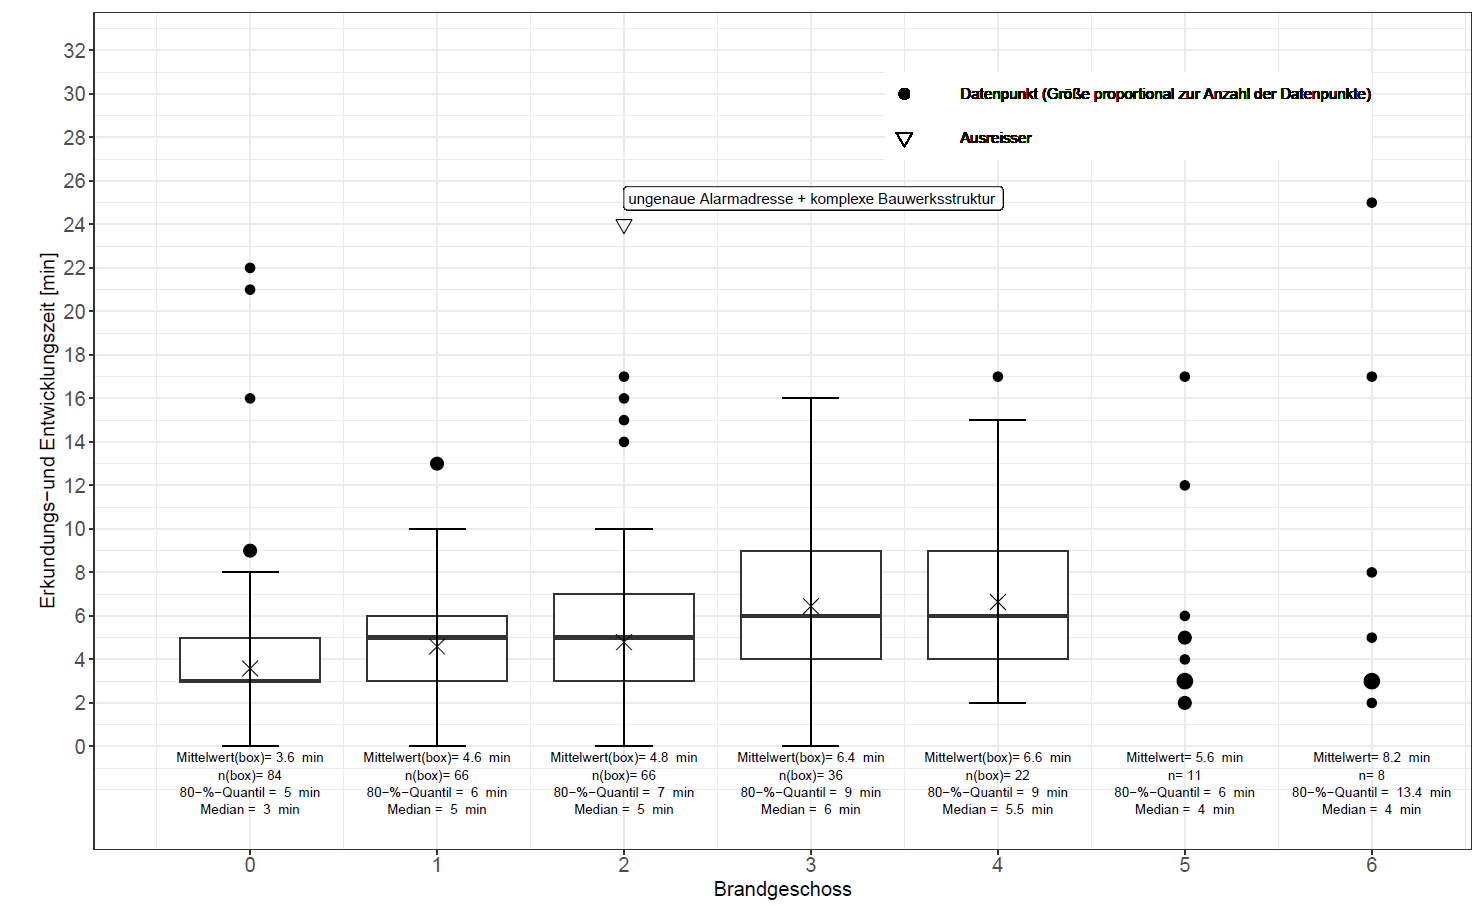 32
30
28
26
24
22
20
18
16
14
12
10
8
6
4
2
0
Erkundungs−und Entwicklungszeit [min]
Datenpunkt (Größe proportional zur Anzahl der Datenpunkte)
Ausreisser
ungenaue Alarmadresse + komplexe Bauwerksstruktur
Mittelwert(box)= 3.6 min
n(box)= 84
80−%−Quantil = 5 min
Median = 3 min
Mittelwert(box)= 4.6 min
n(box)= 66
80−%−Quantil = 6 min
Median = 5 min
Mittelwert(box)= 4.8 min
n(box)= 66
80−%−Quantil = 7 min
Median = 5 min
Mittelwert(box)= 6.4 min
n(box)= 36
80−%−Quantil = 9 min
Median = 6 min
Mittelwert(box)= 6.6 min
n(box)= 22
80−%−Quantil = 9 min
Median = 5.5 min
Mittelwert= 5.6 min
n= 11
80−%−Quantil = 6 min
Median = 4 min
Mittelwert= 8.2 min
n= 8
80−%−Quantil = 13.4 min
Median = 4 min
0 1 2 3 4 5 6
Brandgeschoss